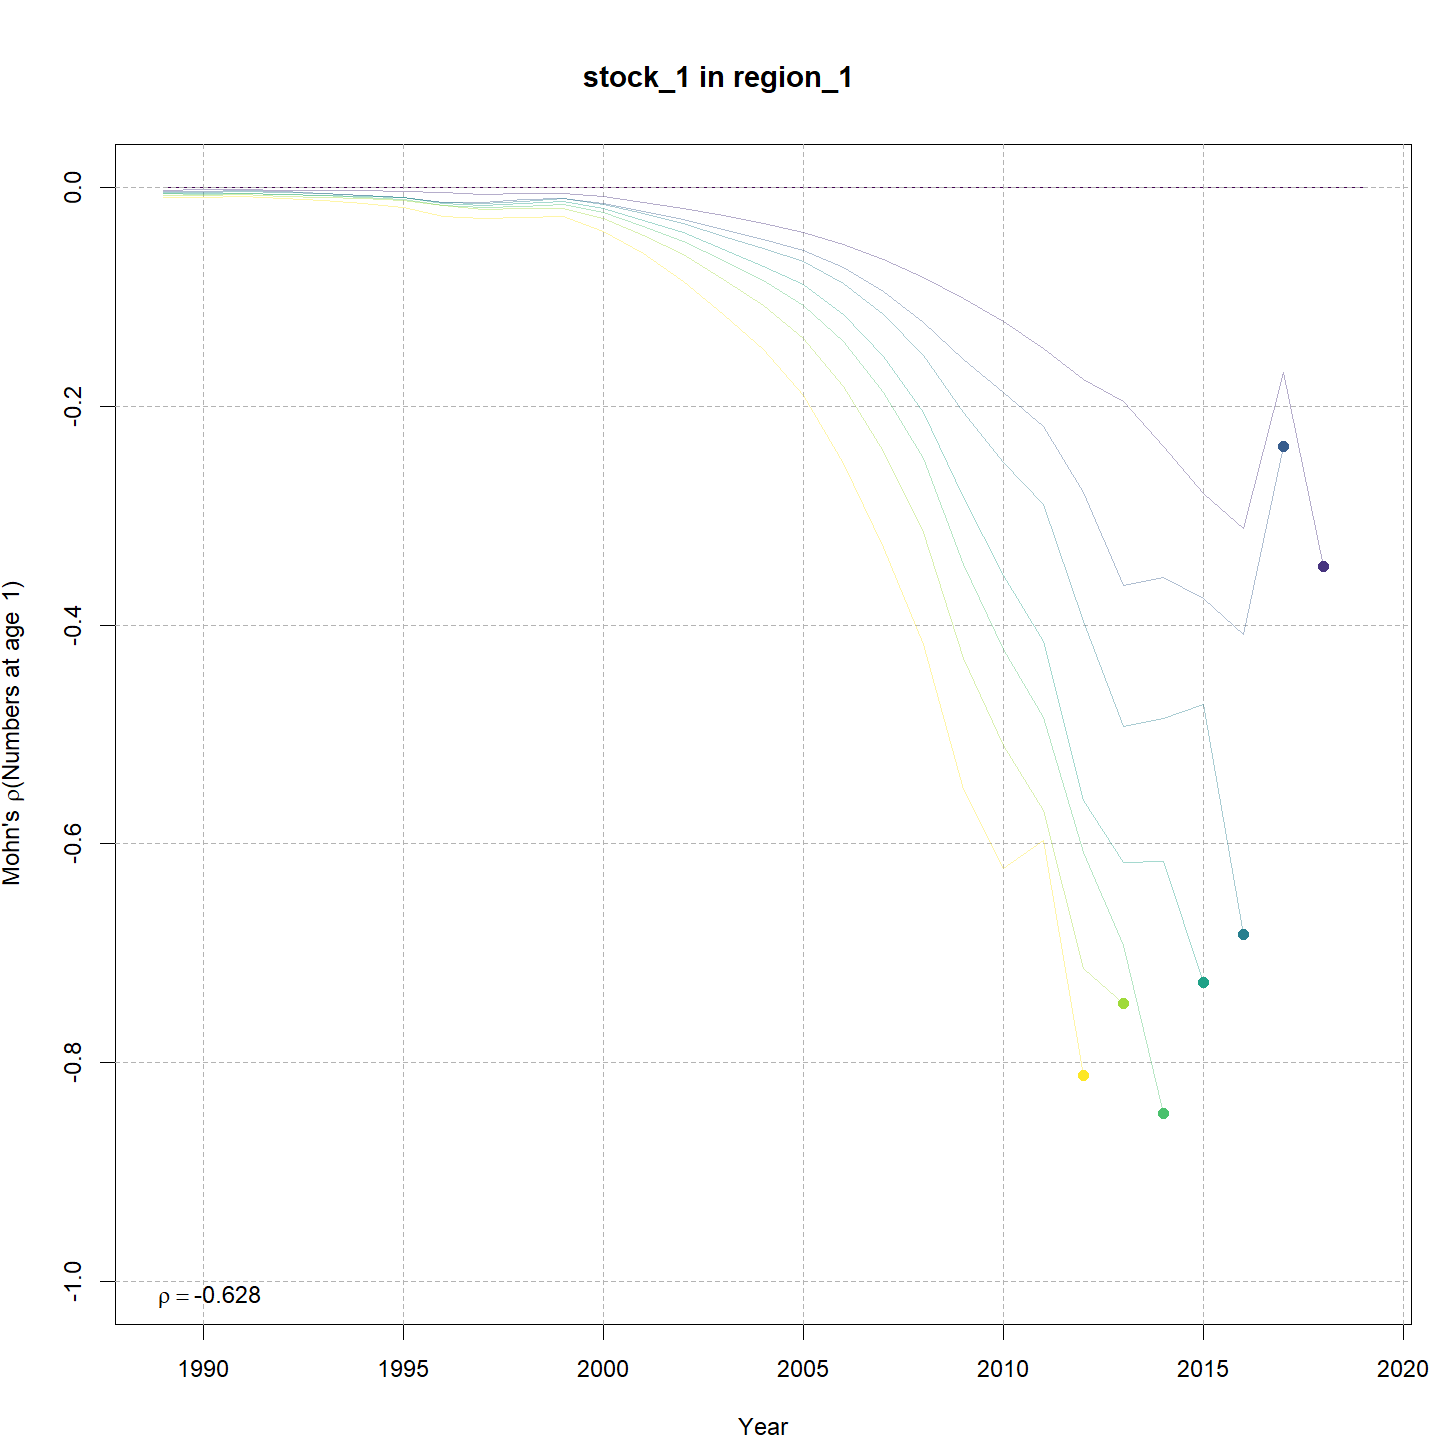 stock_1 in region_1
Mohn's ρ(Numbers at age 1)
0.0
-0.2
-0.4
-0.6
-0.8
-1.0
ρ = -0.628
1990 1995 2000 2005 2010 2015 2020
Year